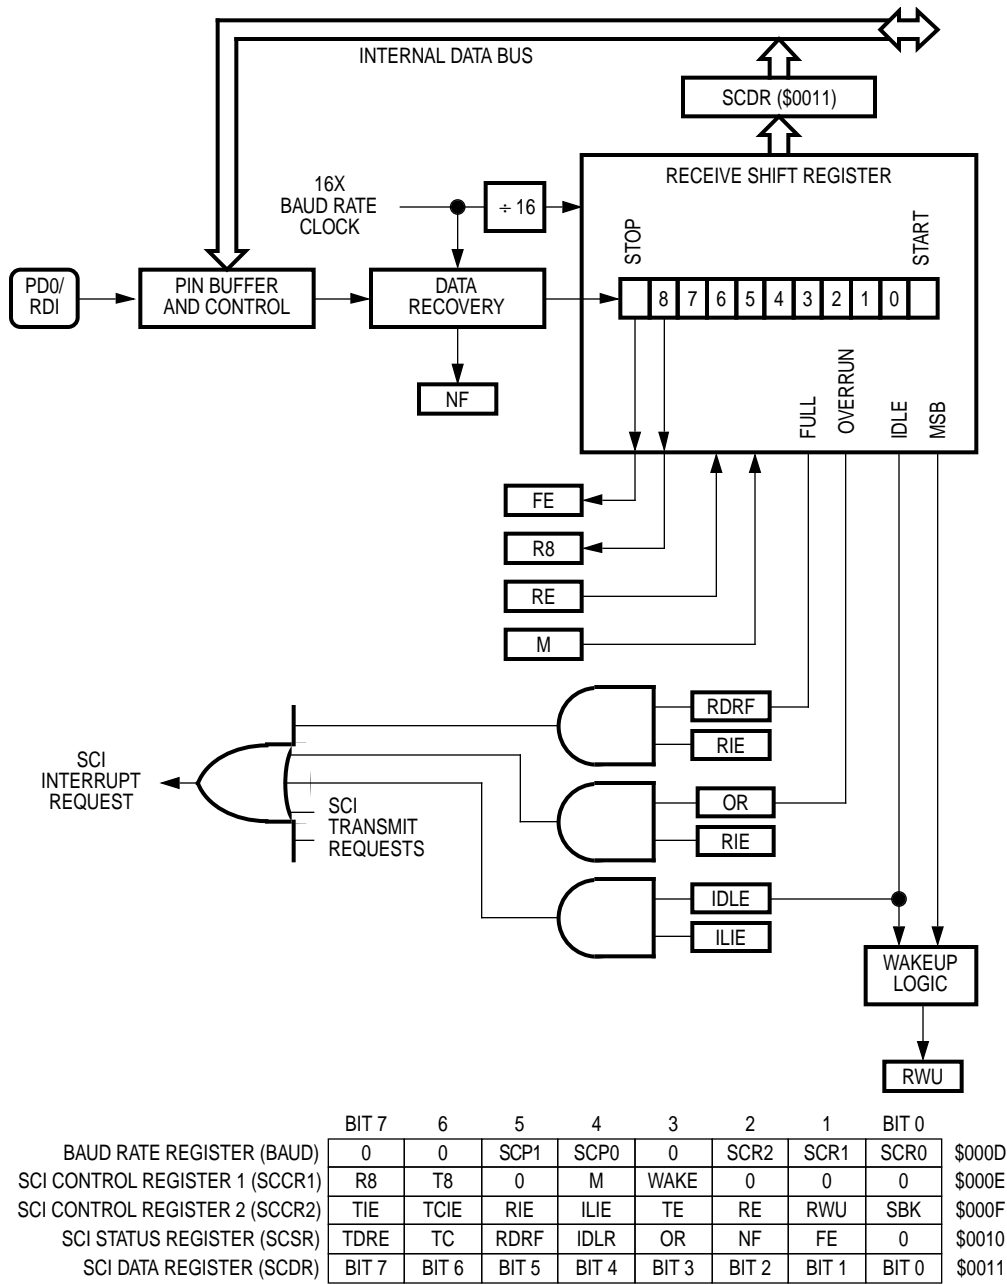 INTERNAL DATA BUS
SCDR ($0011)
RECEIVE SHIFT REGISTER
16X
BAUD RATE
CLOCK
÷ 16
STOP
START
PD0/
RDI
PIN BUFFER
AND CONTROL
DATA
RECOVERY
8 7 6 5 4 3 2 1 0
NF
FULL
OVERRUN
IDLE
MSB
FE
R8
RE
M
RDRF
RIE
SCI
INTERRUPT
REQUEST
SCI
TRANSMIT
REQUESTS
OR
RIE
IDLE
ILIE
WAKEUP
LOGIC
RWU
BIT 7 6 5 4 3 2 1 BIT 0
BAUD RATE REGISTER (BAUD) 0 0 SCP1 SCP0 0 SCR2 SCR1 SCR0 $000D
SCI CONTROL REGISTER 1 (SCCR1) R8 T8 0 M WAKE 0 0 0 $000E
SCI CONTROL REGISTER 2 (SCCR2) TIE TCIE RIE ILIE TE RE RWU SBK $000F
SCI STATUS REGISTER (SCSR) TDRE TC RDRF IDLR OR NF FE 0 $0010
SCI DATA REGISTER (SCDR) BIT 7 BIT 6 BIT 5 BIT 4 BIT 3 BIT 2 BIT 1 BIT 0 $0011